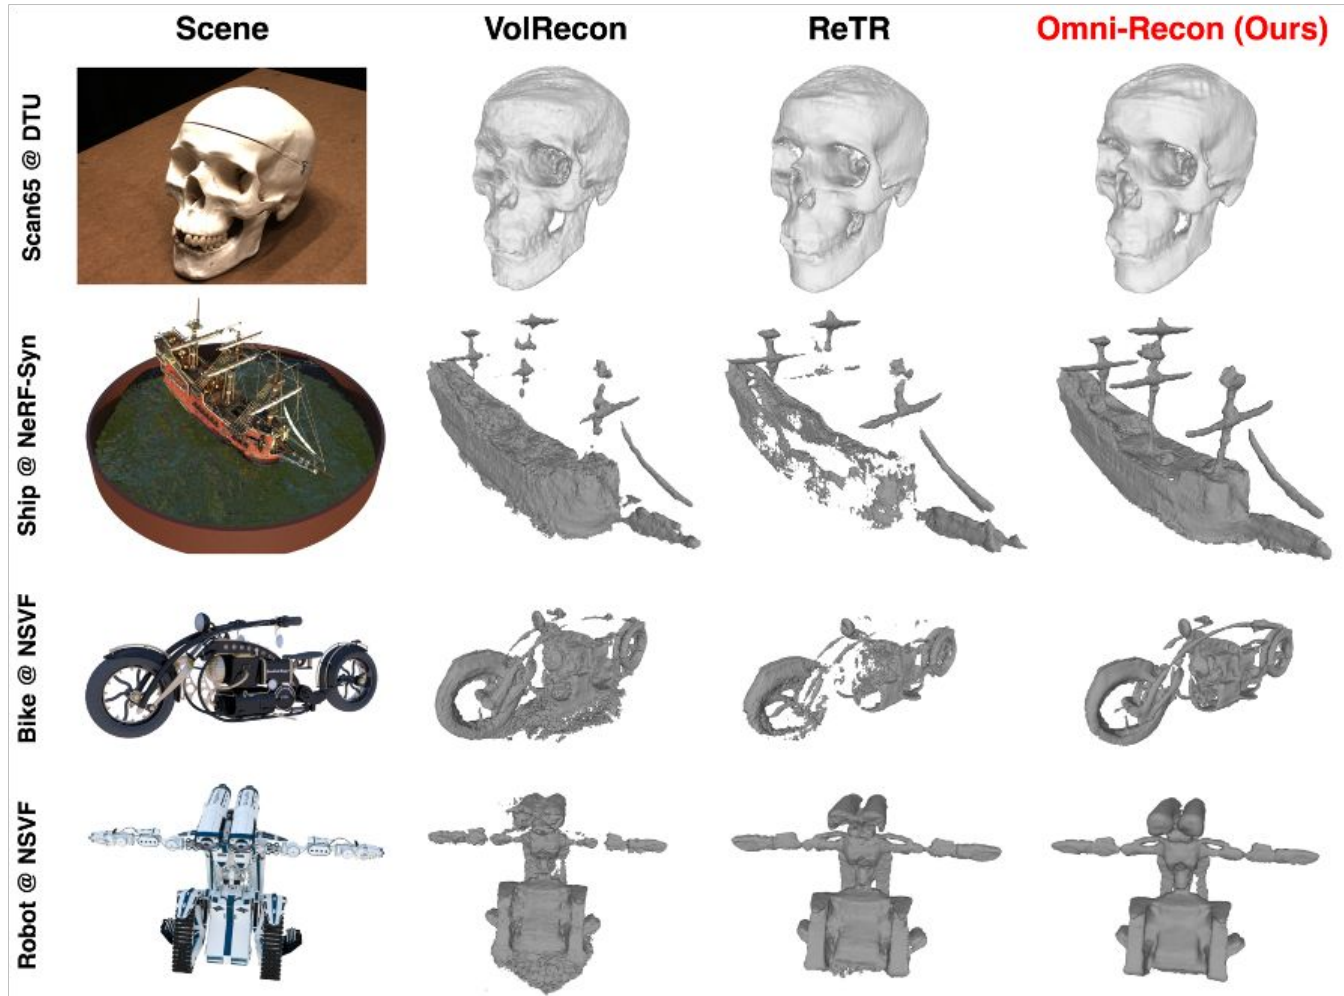 Scene
VolRecon
ReTR
Omni-Recon (Ours)
Scan65 @ DTU
Ship @ NeRF-Syn
Bike @ NSVF
Robot @ NSVF